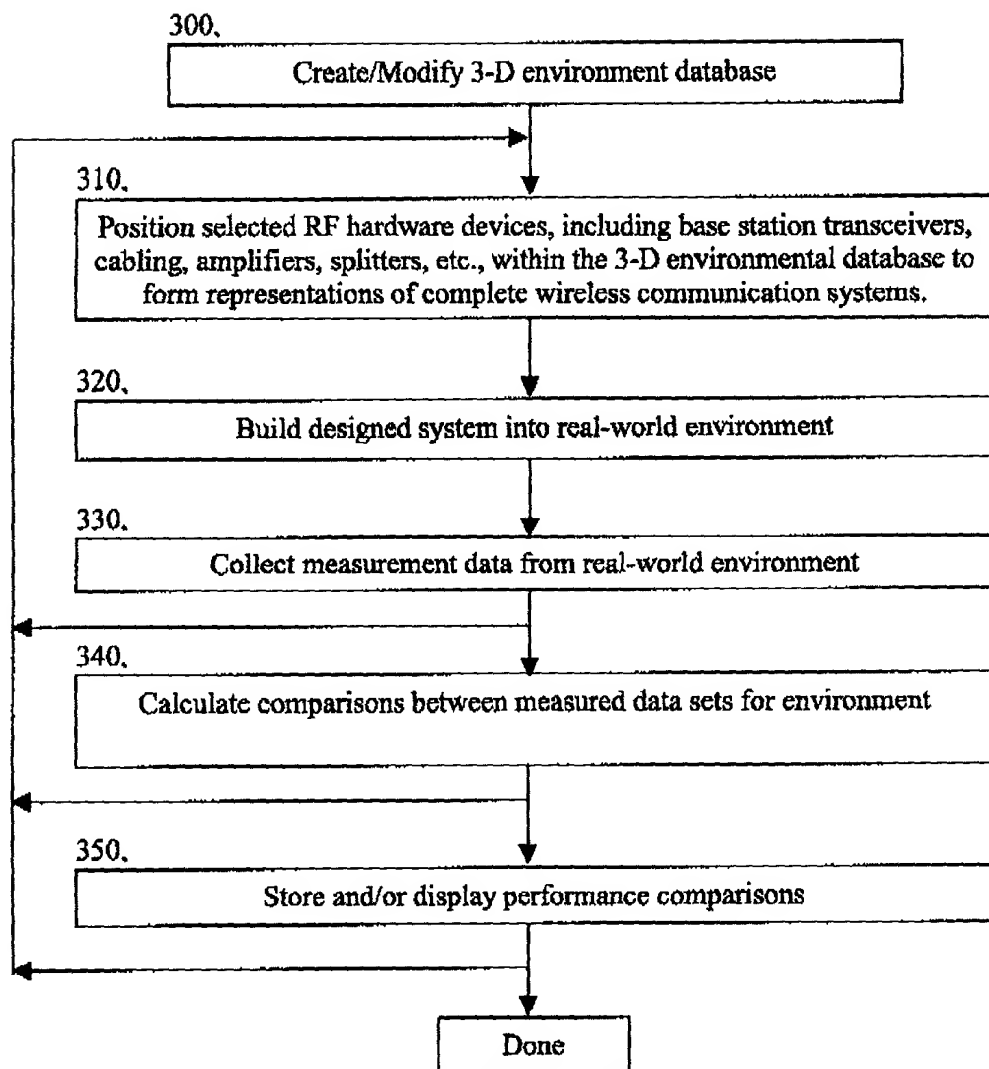 300.
Create/Modify 3-D environment database
310.
Position selected RF hardware devices, including base station transceivers,
cabling, amplifiers, splitters, etc., within the 3-D environmental database to
form representations of complete wireless communication systems.
320.
Build designed system into real-world environment
330.
Collect measurement data from real-world environment
340.
Calculate comparisons between measured data sets for environment
350.
Store and/or display performance comparisons
Done